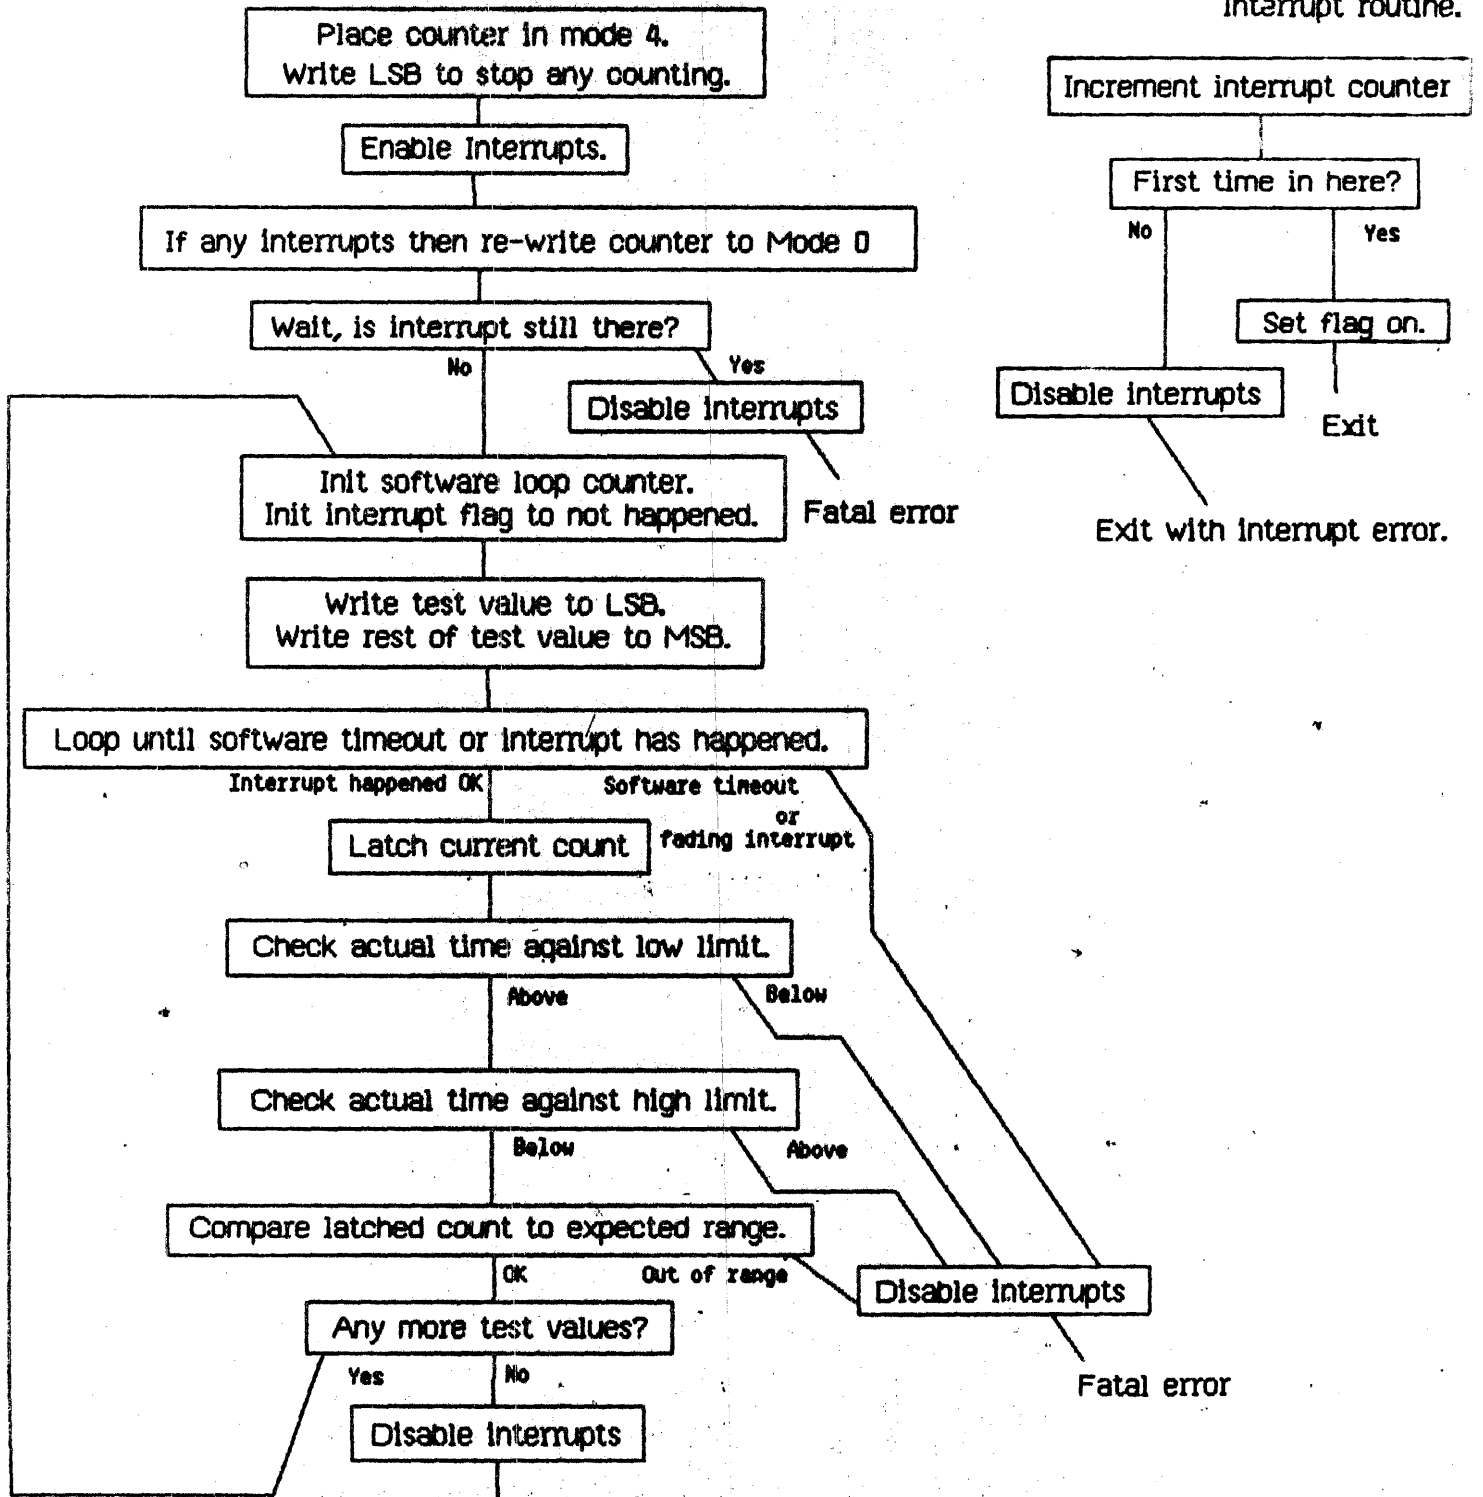 Place counter in mode 4.
Write LSB to stop any counting.
Enable Interrupts.
If any interrupts then re-write counter to Mode 0
Wait, is interrupt still there?
No
Yes
Disable interrupts
Fatal error
Init software loop counter.
Init interrupt flag to not happened.
Write test value to LSB.
Write rest of test value to MSB.
Loop until software timeout or interrupt has happened.
Interrupt happened OK
Software timeout
or
fading interrupt
Latch current count
Check actual time against low limit.
Above
Below
Check actual time against high limit.
Below
Above
Compare latched count to expected range.
OK
Out of range
Disable interrupts
Fatal error
Any more test values?
Yes
No
Disable interrupts
Interrupt routine.
Increment interrupt counter
First time in here?
No
Yes
Set flag on.
Exit
Disable interrupts
Exit with interrupt error.